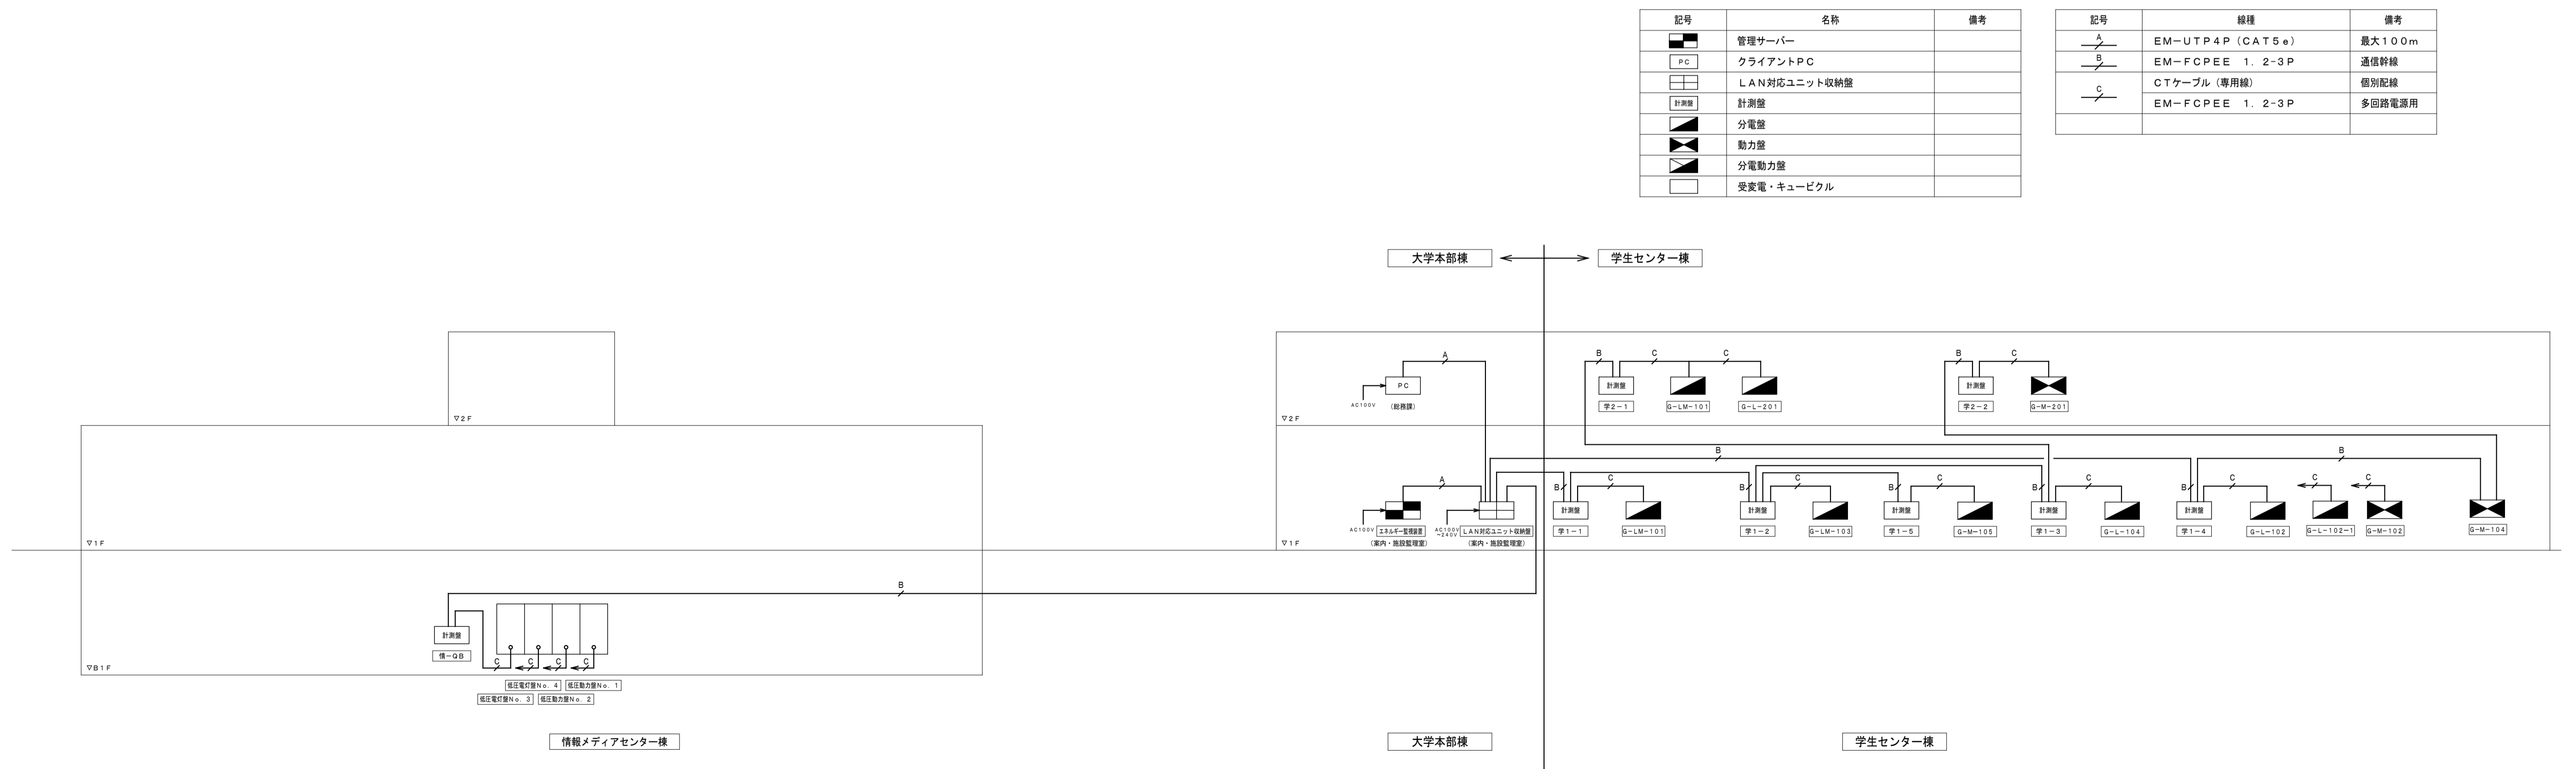 記号 名称 備考
管理サーバー
PC クライアントPC
LAN対応ユニット収納盤
計測盤 計測盤
分電盤
動力盤
分電動力盤
受変電・キュービクル
記号 線種 備考
A EM-UTP4P(CAT5e) 最大100m
B EM-FCPEE 1.2-3P 通信幹線
C CTケーブル(専用線) 個別配線
EM-FCPEE 1.2-3P 多回路電源用
大学本部棟 学生センター棟
A B C C B C
PC 計測盤 計測盤
AC100V (総務課) 学2-1 G-LM-101 G-L-201 学2-2 G-M-201
▽2F ▽2F
B B
A C C C C C C C
B B B B B
計測盤 計測盤 計測盤 計測盤 計測盤
AC100V エネルギー監視装置 AC100V~240V LAN対応ユニット収納盤 学1-1 G-LM-101 学1-2 G-LM-103 学1-5 G-M-105 学1-3 G-L-104 学1-4 G-L-102 G-L-102-1 G-M-102 G-M-104
▽1F ▽1F (案内・施設監理室) (案内・施設監理室)
B
計測盤
情-QB
C C C C
▽B1F
低圧電灯盤No.4 低圧動力盤No.1
低圧電灯盤No.3 低圧動力盤No.2
情報メディアセンター棟 大学本部棟 学生センター棟